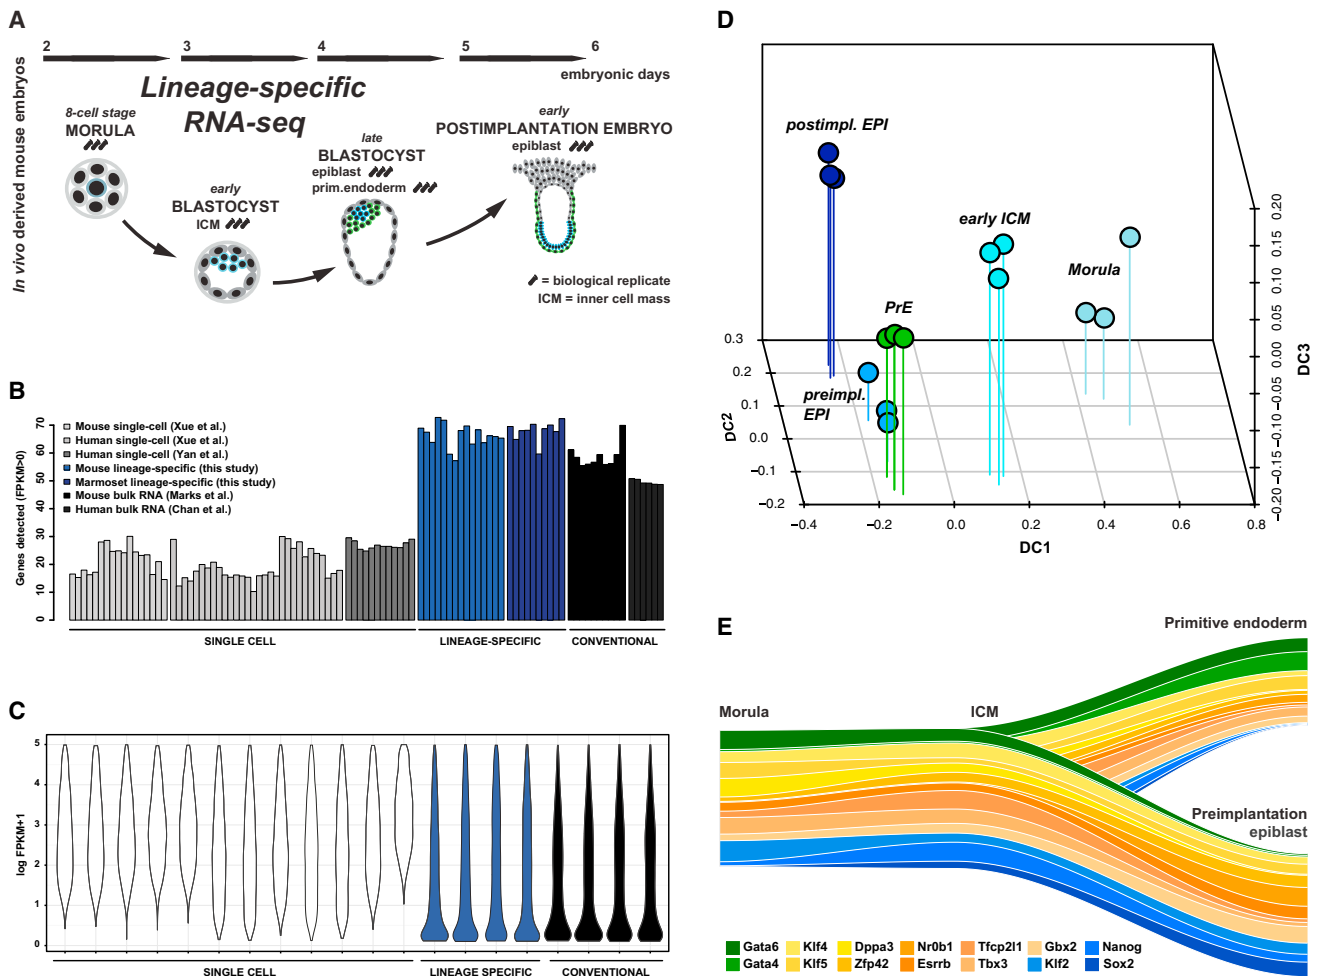 A
2 3 4 5 6
embryonic days
In vivo derived mouse embryos
Lineage-specific
RNA-seq
8-cell stage
MORULA
early
BLASTOCYST
ICM
late
BLASTOCYST
epiblast
prim.endoderm
early
POSTIMPLANTATION EMBRYO
epiblast
= biological replicate
ICM = inner cell mass
B
Genes detected (FPKM>0)
70
60
50
40
30
20
10
0
Mouse single-cell (Xue et al.)
Human single-cell (Xue et al.)
Human single-cell (Yan et al.)
Mouse lineage-specific (this study)
Marmoset lineage-specific (this study)
Mouse bulk RNA (Marks et al.)
Human bulk RNA (Chan et al.)
SINGLE CELL LINEAGE-SPECIFIC CONVENTIONAL
C
log FPKM+1
5
4
3
2
1
0
SINGLE CELL LINEAGE SPECIFIC CONVENTIONAL
D
postimpl. EPI
early ICM
Morula
PrE
preimpl.
EPI
DC2
0.3
0.2
0.1
0.0
−0.1
−0.2
−0.4 −0.2 0.0 0.2 0.4 0.6 0.8
DC1
0.20
0.15
0.10
0.05
0.00
−0.05
−0.10
−0.15
−0.20
DC3
E
Primitive endoderm
Morula ICM
Preimplantation
epiblast
Gata6 Klf4 Dppa3 Nr0b1 Tfcp2l1 Gbx2 Nanog
Gata4 Klf5 Zfp42 Esrrb Tbx3 Klf2 Sox2